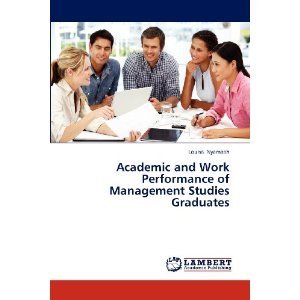 Academic and Work
Performance of
Management Studies
Graduates
LAMBERT
Academic Publishing